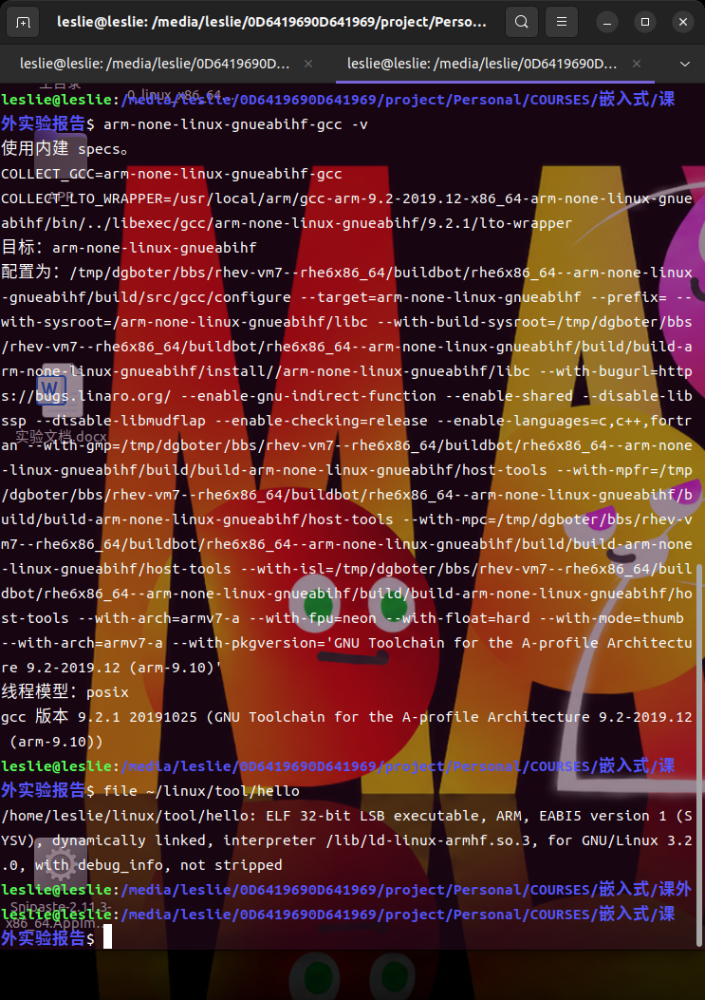 leslie@leslie: /media/leslie/0D6419690D641969/project/Perso...
leslie@leslie: /media/leslie/0D6419690D...
leslie@leslie: /media/leslie/0D6419690D...
主目录
0_linux_x86_64-...
leslie@leslie:/media/leslie/0D6419690D641969/project/Personal/COURSES/嵌入式/课
外实验报告$ arm-none-linux-gnueabihf-gcc -v
使用内建 specs。
COLLECT_GCC=arm-none-linux-gnueabihf-gcc
APP
COLLECT_LTO_WRAPPER=/usr/local/arm/gcc-arm-9.2-2019.12-x86_64-arm-none-linux-gnue
abihf/bin/../libexec/gcc/arm-none-linux-gnueabihf/9.2.1/lto-wrapper
目标：arm-none-linux-gnueabihf
配置为：/tmp/dgboter/bbs/rhev-vm7--rhe6x86_64/buildbot/rhe6x86_64--arm-none-linux
-gnueabihf/build/src/gcc/configure --target=arm-none-linux-gnueabihf --prefix= --
with-sysroot=/arm-none-linux-gnueabihf/libc --with-build-sysroot=/tmp/dgboter/bbs
/rhev-vm7--rhe6x86_64/buildbot/rhe6x86_64--arm-none-linux-gnueabihf/build/build-a
rm-none-linux-gnueabihf/install//arm-none-linux-gnueabihf/libc --with-bugurl=http
s://bugs.linaro.org/ --enable-gnu-indirect-function --enable-shared --disable-lib
ssp --disable-libmudflap --enable-checking=release --enable-languages=c,c++,fortr
实验文档.docx
an --with-gmp=/tmp/dgboter/bbs/rhev-vm7--rhe6x86_64/buildbot/rhe6x86_64--arm-none
-linux-gnueabihf/build/build-arm-none-linux-gnueabihf/host-tools --with-mpfr=/tmp
/dgboter/bbs/rhev-vm7--rhe6x86_64/buildbot/rhe6x86_64--arm-none-linux-gnueabihf/b
uild/build-arm-none-linux-gnueabihf/host-tools --with-mpc=/tmp/dgboter/bbs/rhev-v
m7--rhe6x86_64/buildbot/rhe6x86_64--arm-none-linux-gnueabihf/build/build-arm-none
-linux-gnueabihf/host-tools --with-isl=/tmp/dgboter/bbs/rhev-vm7--rhe6x86_64/buil
dbot/rhe6x86_64--arm-none-linux-gnueabihf/build/build-arm-none-linux-gnueabihf/ho
st-tools --with-arch=armv7-a --with-fpu=neon --with-float=hard --with-mode=thumb
--with-arch=armv7-a --with-pkgversion='GNU Toolchain for the A-profile Architectu
re 9.2-2019.12 (arm-9.10)'
线程模型：posix
gcc 版本 9.2.1 20191025 (GNU Toolchain for the A-profile Architecture 9.2-2019.12
(arm-9.10))
leslie@leslie:/media/leslie/0D6419690D641969/project/Personal/COURSES/嵌入式/课
外实验报告$ file ~/linux/tool/hello
/home/leslie/linux/tool/hello: ELF 32-bit LSB executable, ARM, EABI5 version 1 (S
YSV), dynamically linked, interpreter /lib/ld-linux-armhf.so.3, for GNU/Linux 3.2
.0, with debug_info, not stripped
leslie@leslie:/media/leslie/0D6419690D641969/project/Personal/COURSES/嵌入式/课外
Snipaste-2.11.3-
leslie@leslie:/media/leslie/0D6419690D641969/project/Personal/COURSES/嵌入式/课
x86_64.AppIm...
外实验报告$